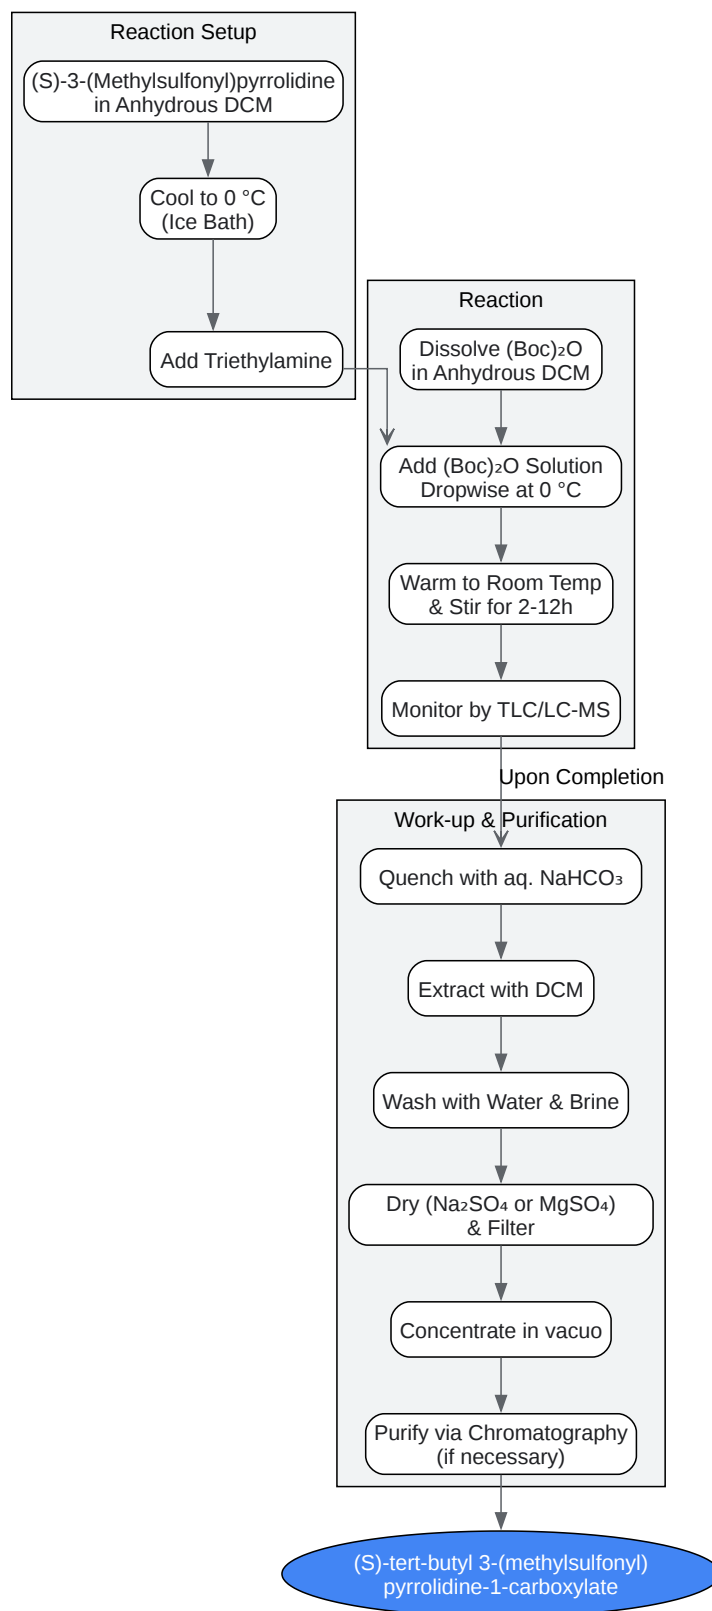 Reaction Setup
(S)-3-(Methylsulfonyl)pyrrolidine
in Anhydrous DCM
Cool to 0 °C
(Ice Bath)
Add Triethylamine
Reaction
Dissolve (Boc)₂O
in Anhydrous DCM
Add (Boc)₂O Solution
Dropwise at 0 °C
Warm to Room Temp
& Stir for 2-12h
Monitor by TLC/LC-MS
Upon Completion
Work-up & Purification
Quench with aq. NaHCO₃
Extract with DCM
Wash with Water & Brine
Dry (Na₂SO₄ or MgSO₄)
& Filter
Concentrate in vacuo
Purify via Chromatography
(if necessary)
(S)-tert-butyl 3-(methylsulfonyl)
pyrrolidine-1-carboxylate